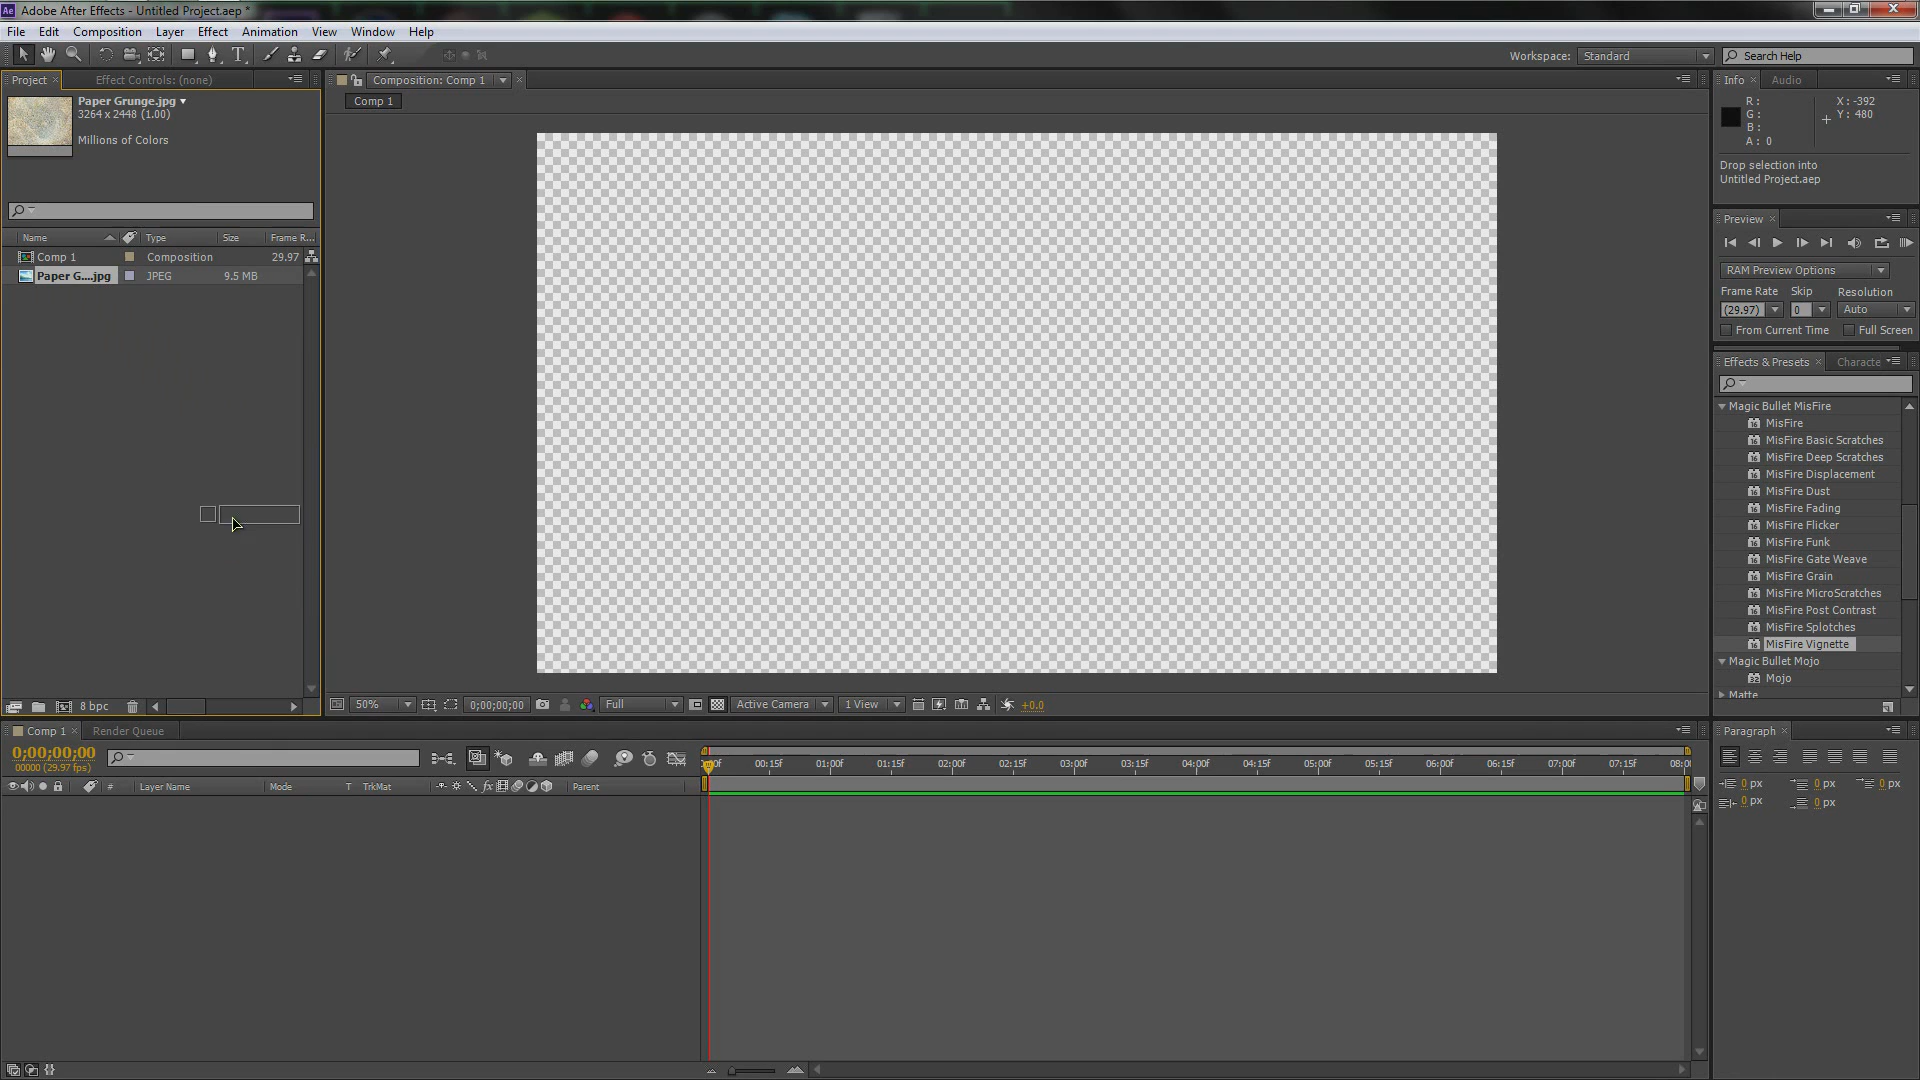 Adobe After Effects - Untitled Project.aep *
File Edit Composition Layer Effect Animation View Window Help
Workspace: Standard Search Help
Project Effect Controls: (none)
Composition: Comp 1
Comp 1
Paper Grunge.jpg
3264 x 2448 (1.00)
Millions of Colors
Name Type Size Frame R...
Comp 1 Composition 29.97
Paper G....jpg JPEG 9.5 MB
8 bpc
50% 0;00;00;00 Full Active Camera 1 View +0.0
Info Audio
R :
G :
B :
A : 0
X : -392
Y : 480
Drop selection into
Untitled Project.aep
Preview
RAM Preview Options
Frame Rate Skip Resolution
(29.97) 0 Auto
From Current Time Full Screen
Effects & Presets Characte
Magic Bullet MisFire
MisFire
MisFire Basic Scratches
MisFire Deep Scratches
MisFire Displacement
MisFire Dust
MisFire Fading
MisFire Flicker
MisFire Funk
MisFire Gate Weave
MisFire Grain
MisFire MicroScratches
MisFire Post Contrast
MisFire Splotches
MisFire Vignette
Magic Bullet Mojo
Mojo
Matte
Comp 1 Render Queue
0;00;00;00
00000 (29.97 fps)
# Layer Name Mode T TrkMat fx Parent
00:15f 01:00f 01:15f 02:00f 02:15f 03:00f 03:15f 04:00f 04:15f 05:00f 05:15f 06:00f 06:15f 07:00f 07:15f
Paragraph
0 px 0 px 0 px
0 px 0 px